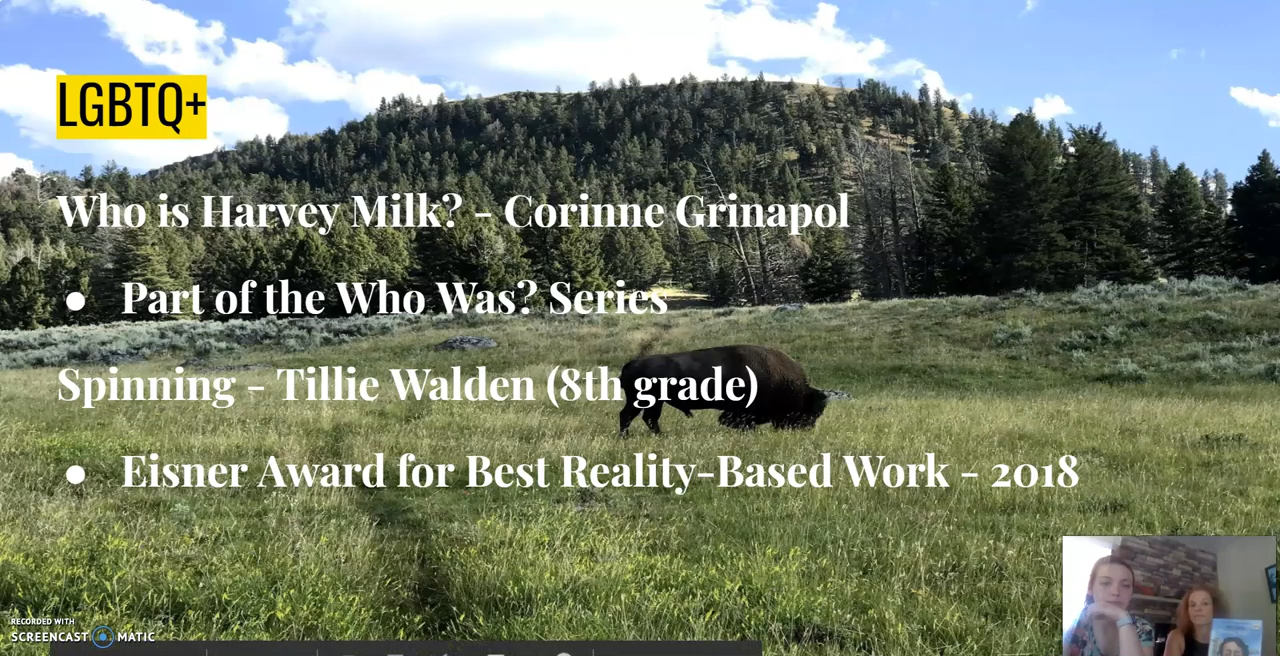 LGBTQ+
Who is Harvey Milk? - Corinne Grinapol
● Part of the Who Was? Series
Spinning - Tillie Walden (8th grade)
● Eisner Award for Best Reality-Based Work - 2018
RECORDED WITH
SCREENCAST MATIC